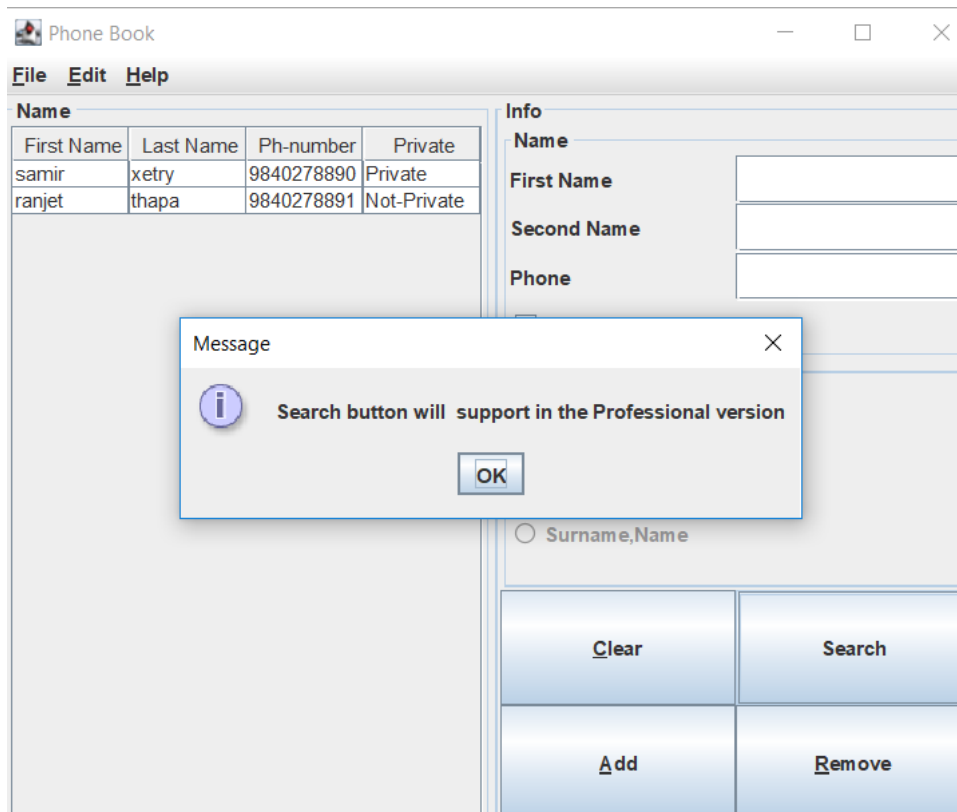 Phone Book
File Edit Help
Name
First Name Last Name Ph-number Private
samir xetry 9840278890 Private
ranjet thapa 9840278891 Not-Private
Info
Name
First Name
Second Name
Phone
Message
Search button will  support in the Professional version
OK
Surname,Name
Clear Search
Add Remove